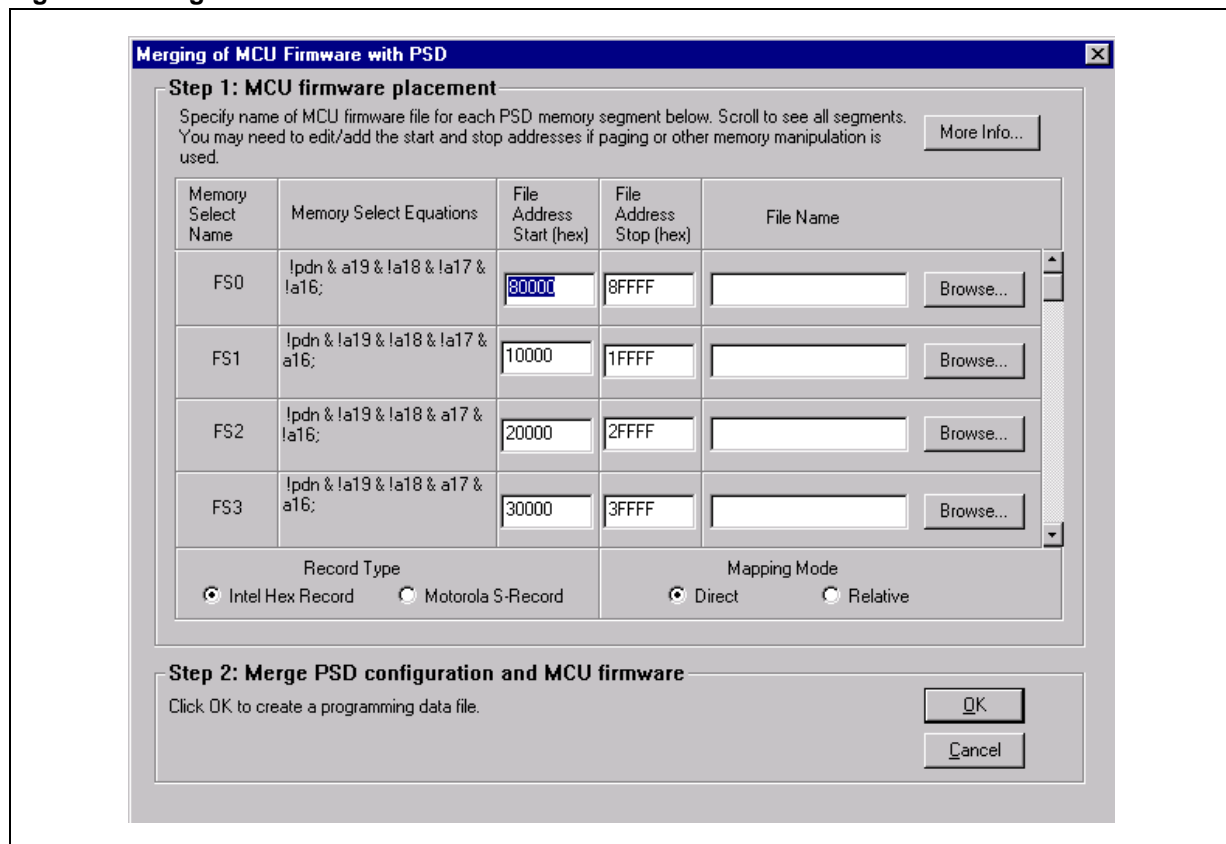 Merging of MCU Firmware with PSD
Step 1: MCU firmware placement
Specify name of MCU firmware file for each PSD memory segment below. Scroll to see all segments.
You may need to edit/add the start and stop addresses if paging or other memory manipulation is
used.
More Info...
Memory
Select
Name
Memory Select Equations
File
Address
Start (hex)
File
Address
Stop (hex)
File Name
FS0
!pdn & a19 & !a18 & !a17 &
!a16;
80000
8FFFF
Browse...
FS1
!pdn & !a19 & !a18 & !a17 &
a16;
10000
1FFFF
Browse...
FS2
!pdn & !a19 & !a18 & a17 &
!a16;
20000
2FFFF
Browse...
FS3
!pdn & !a19 & !a18 & a17 &
a16;
30000
3FFFF
Browse...
Record Type
Intel Hex Record
Motorola S-Record
Mapping Mode
Direct
Relative
Step 2: Merge PSD configuration and MCU firmware
Click OK to create a programming data file.
OK
Cancel